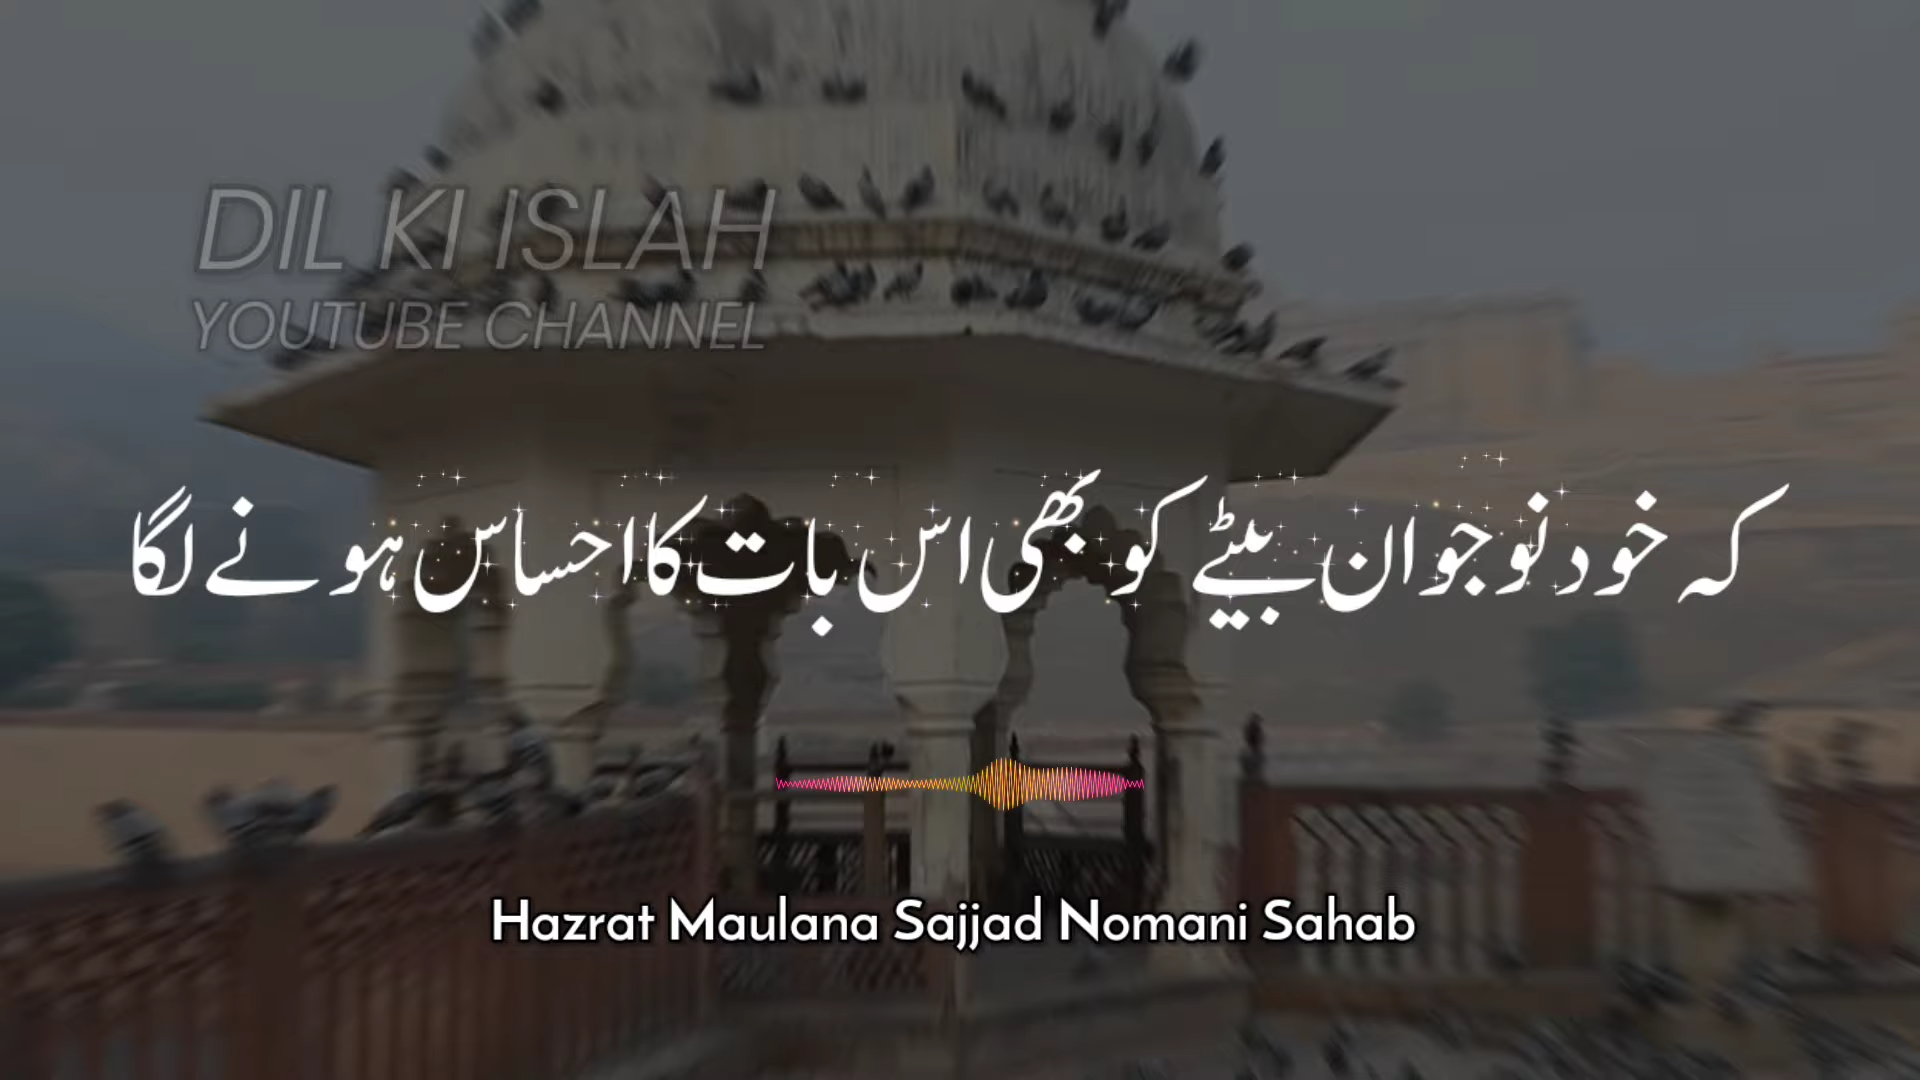 DIL KI ISLAH
YOUTUBE CHANNEL
کہ خود نوجوان بیٹے کو بھی اس بات کا احساس ہونے لگا
Hazrat Maulana Sajjad Nomani Sahab